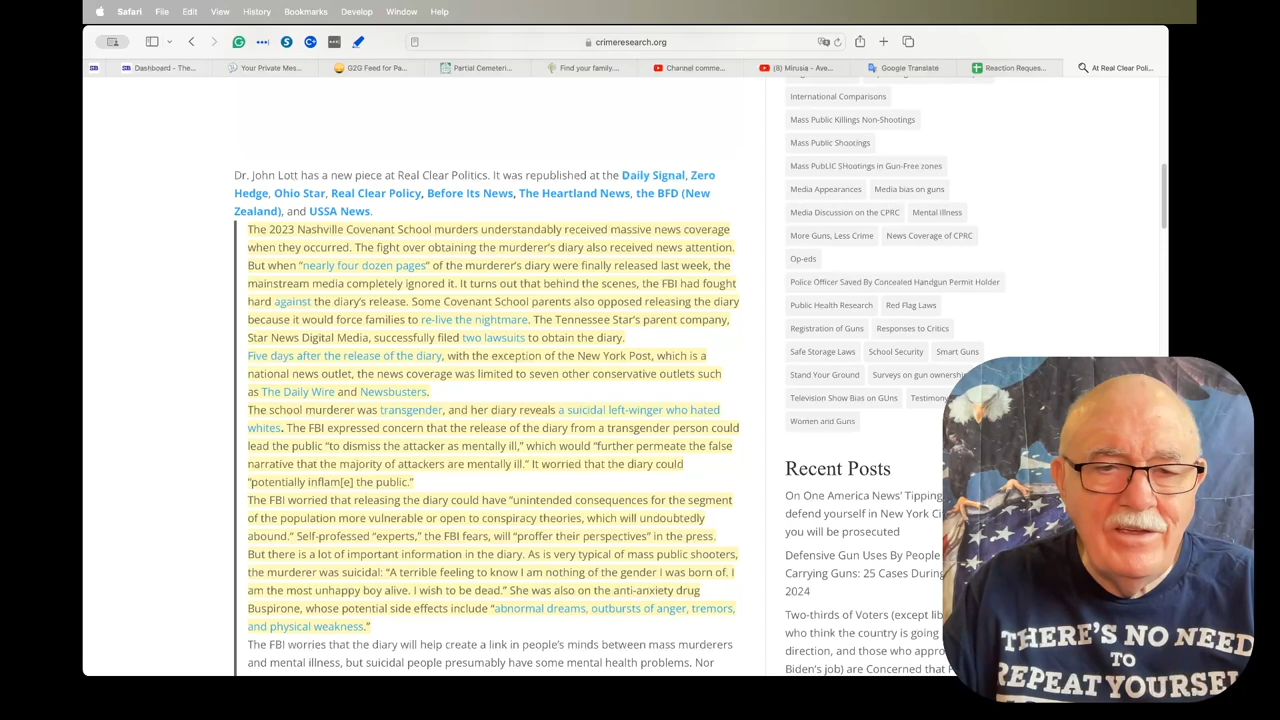 Safari File Edit View History Bookmarks Develop Window Help
crimeresearch.org
SB Dashboard - The... Your Private Mes... G2G Feed for Pa... Partial Cemeteri... Find your family.... Channel comme... (8) Mirusia - Ave... Google Translate Reaction Reques... At Real Clear Poli...
International Comparisons
Mass Public Killings Non-Shootings
Mass Public Shootings
Mass PubLIC SHootings in Gun-Free zones
Media Appearances Media bias on guns
Media Discussion on the CPRC Mental Illness
More Guns, Less Crime News Coverage of CPRC
Op-eds
Police Officer Saved By Concealed Handgun Permit Holder
Public Health Research Red Flag Laws
Registration of Guns Responses to Critics
Safe Storage Laws School Security Smart Guns
Stand Your Ground Surveys on gun ownership
Television Show Bias on GUns Testimony
Women and Guns
Recent Posts
On One America News’ Tipping
defend yourself in New York Ci
you will be prosecuted
Defensive Gun Uses By People
Carrying Guns: 25 Cases During
2024
Two-thirds of Voters (except lib
who think the country is going
direction, and those who appro
Biden’s job) are Concerned that
Dr. John Lott has a new piece at Real Clear Politics. It was republished at the Daily Signal, Zero
Hedge, Ohio Star, Real Clear Policy, Before Its News, The Heartland News, the BFD (New
Zealand), and USSA News.
The 2023 Nashville Covenant School murders understandably received massive news coverage
when they occurred. The fight over obtaining the murderer’s diary also received news attention.
But when “nearly four dozen pages” of the murderer’s diary were finally released last week, the
mainstream media completely ignored it. It turns out that behind the scenes, the FBI had fought
hard against the diary’s release. Some Covenant School parents also opposed releasing the diary
because it would force families to re-live the nightmare. The Tennessee Star’s parent company,
Star News Digital Media, successfully filed two lawsuits to obtain the diary.
Five days after the release of the diary, with the exception of the New York Post, which is a
national news outlet, the news coverage was limited to seven other conservative outlets such
as The Daily Wire and Newsbusters.
The school murderer was transgender, and her diary reveals a suicidal left-winger who hated
whites. The FBI expressed concern that the release of the diary from a transgender person could
lead the public “to dismiss the attacker as mentally ill,” which would “further permeate the false
narrative that the majority of attackers are mentally ill.” It worried that the diary could
“potentially inflam[e] the public.”
The FBI worried that releasing the diary could have “unintended consequences for the segment
of the population more vulnerable or open to conspiracy theories, which will undoubtedly
abound.” Self-professed “experts,” the FBI fears, will “proffer their perspectives” in the press.
But there is a lot of important information in the diary. As is very typical of mass public shooters,
the murderer was suicidal: “A terrible feeling to know I am nothing of the gender I was born of. I
am the most unhappy boy alive. I wish to be dead.” She was also on the anti-anxiety drug
Buspirone, whose potential side effects include “abnormal dreams, outbursts of anger, tremors,
and physical weakness.”
The FBI worries that the diary will help create a link in people’s minds between mass murderers
and mental illness, but suicidal people presumably have some mental health problems. Nor
THERE'S NO NEED
TO
REPEAT YOURSELF